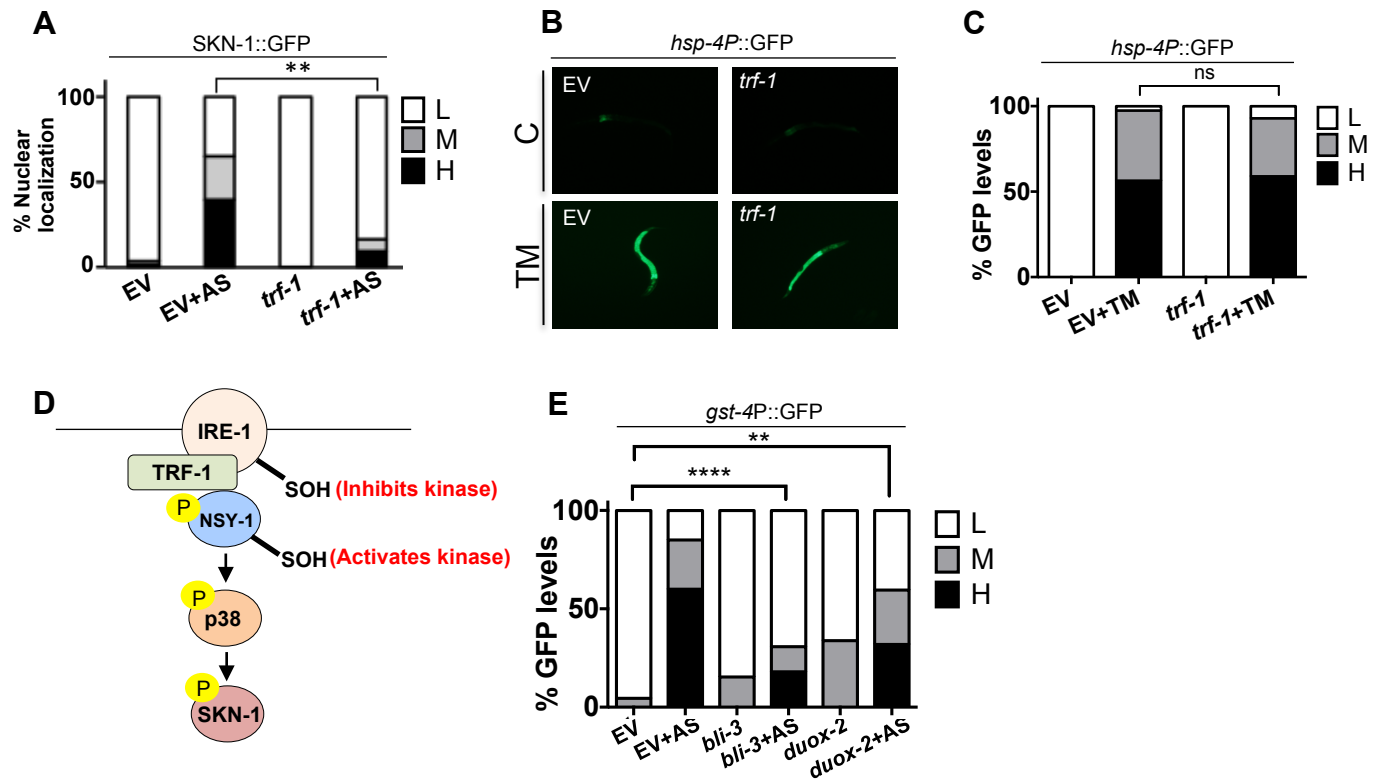 A
SKN-1::GFP
**
% Nuclear
localization
100
50
0
L
M
H
EV
EV+AS
trf-1
trf-1+AS
B
hsp-4P::GFP
C
TM
EV
trf-1
EV
trf-1
C
hsp-4P::GFP
ns
% GFP levels
100
50
0
L
M
H
EV
EV+TM
trf-1
trf-1+TM
D
IRE-1
TRF-1
SOH (Inhibits kinase)
P
NSY-1
SOH (Activates kinase)
P
p38
P
SKN-1
E
gst-4P::GFP
**
****
% GFP levels
100
50
0
L
M
H
EV
EV+AS
bli-3
bli-3+AS
duox-2
duox-2+AS